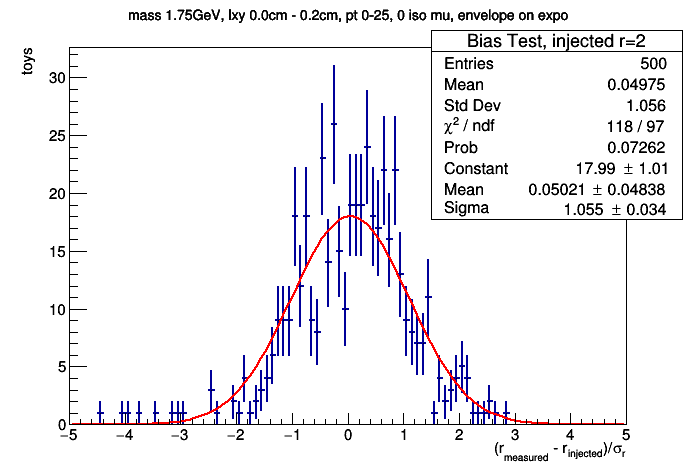 mass 1.75GeV, lxy 0.0cm - 0.2cm, pt 0-25, 0 iso mu, envelope on expo
toys
Bias Test, injected r=2
Entries 500
Mean 0.04975
Std Dev 1.056
χ² / ndf 118 / 97
Prob 0.07262
Constant 17.99 ± 1.01
Mean 0.05021 ± 0.04838
Sigma 1.055 ± 0.034
30
25
20
15
10
5
0
−5 −4 −3 −2 −1 0 1 2 3 4 5
(r_measured - r_injected)/σ_r